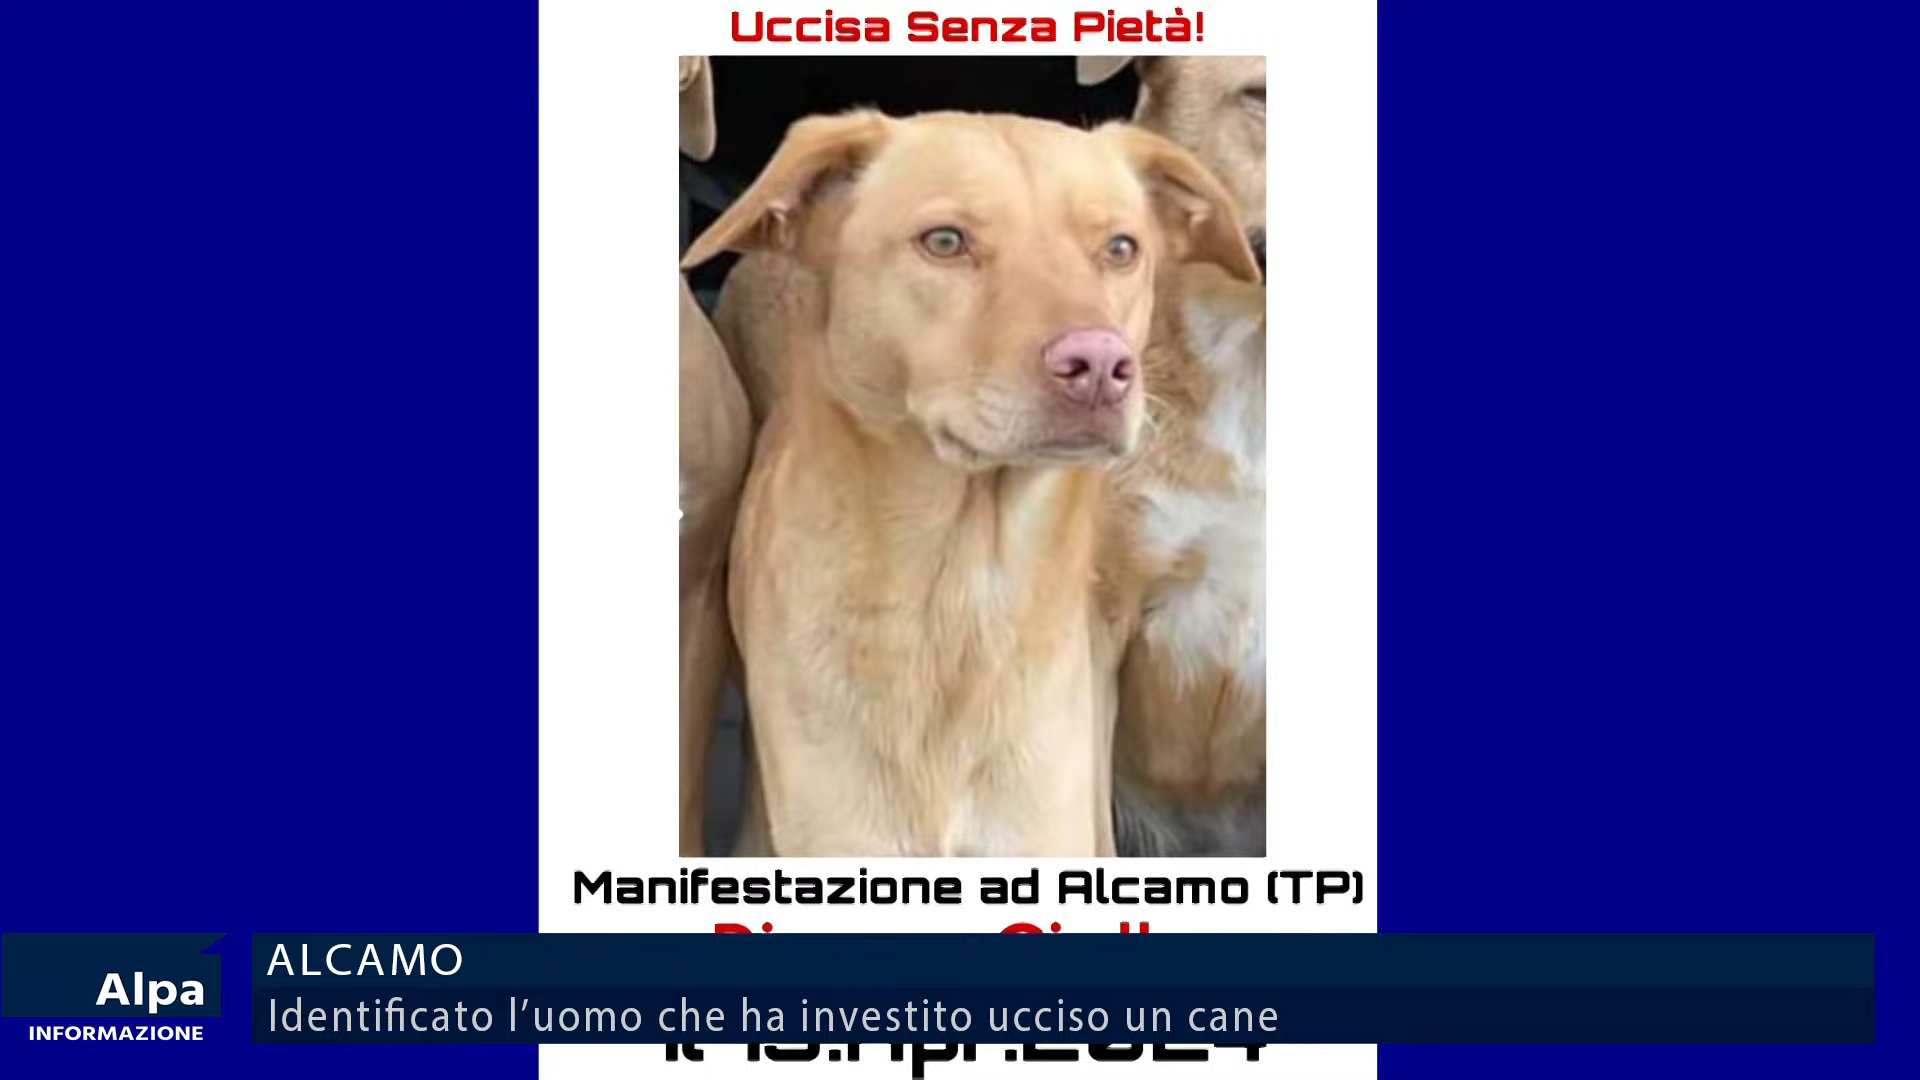 Uccisa Senza Pietà!
Manifestazione ad Alcamo (TP)
ALCAMO
Identificato l’uomo che ha investito ucciso un cane
Alpa
INFORMAZIONE